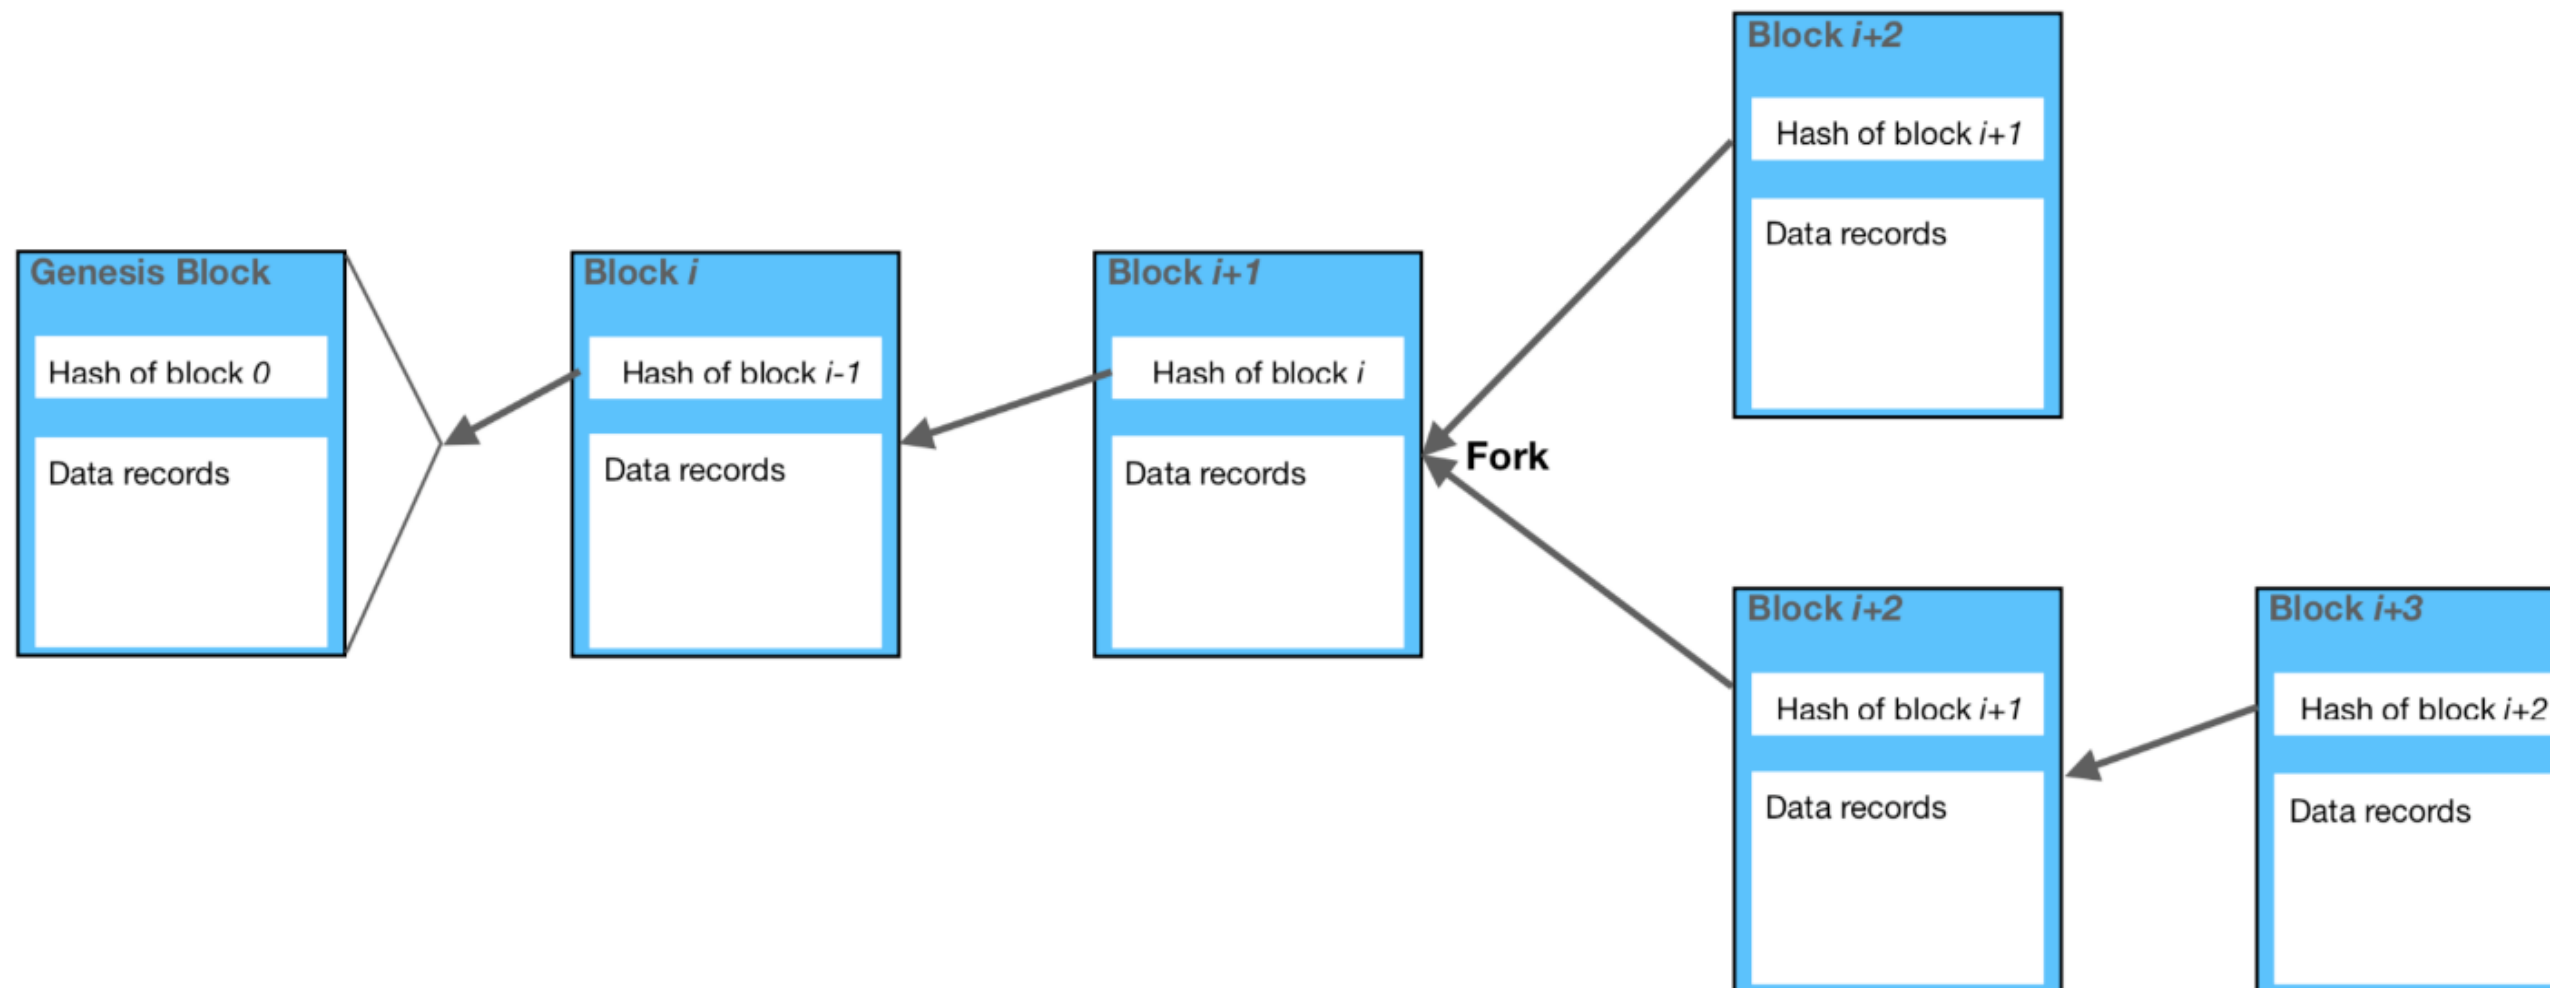 Genesis Block
Hash of block 0
Data records
Block i
Hash of block i-1
Data records
Block i+1
Hash of block i
Data records
Fork
Block i+2
Hash of block i+1
Data records
Block i+2
Hash of block i+1
Data records
Block i+3
Hash of block i+2
Data records